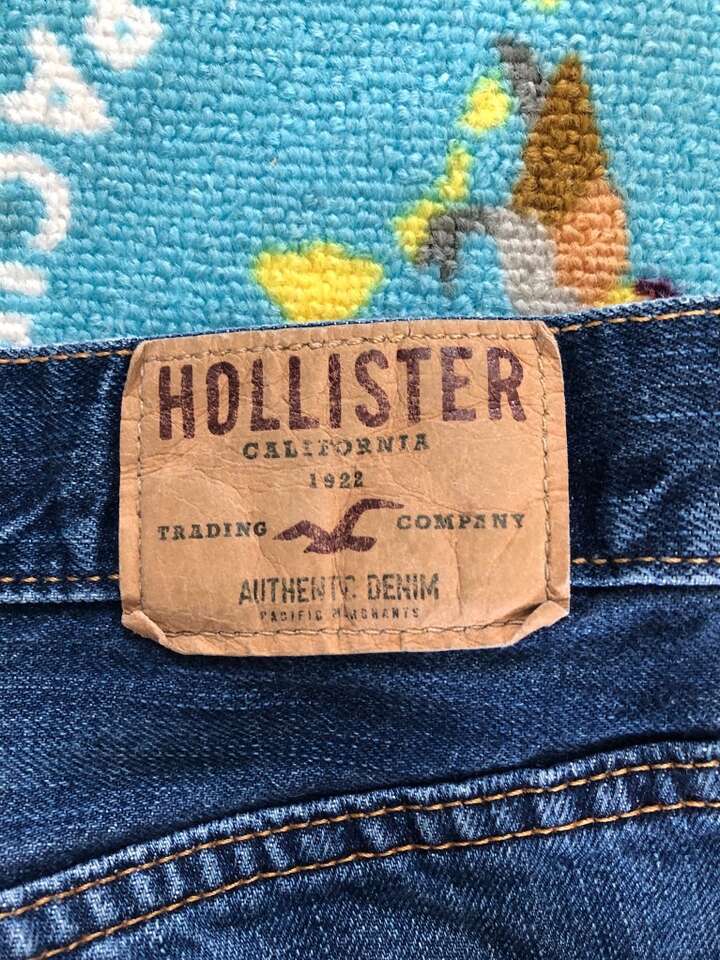 HOLLISTER
CALIFORNIA
1922
TRADING COMPANY
AUTHENTIC DENIM
PACIFIC MERCHANTS